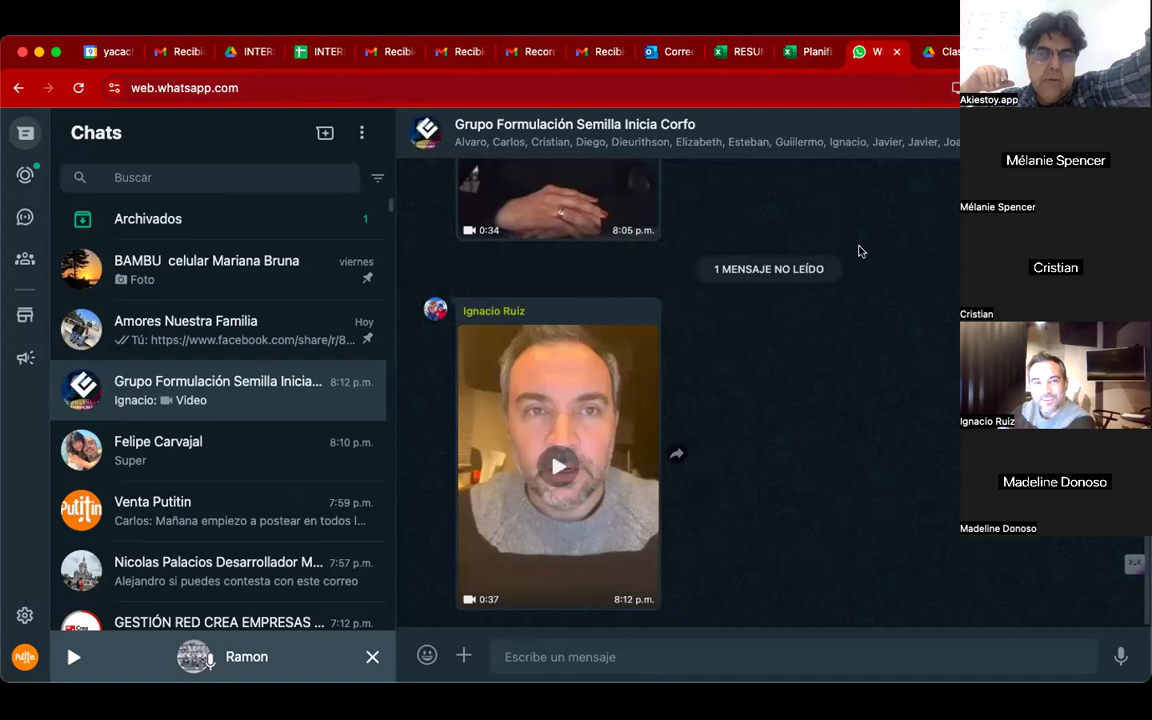 yacac
Recibi
INTER
INTER
Recibi
Recibi
Recor
Recibi
Correo
RESU
Planifi
W
Clas
web.whatsapp.com
Chats
Buscar
Archivados
1
BAMBU celular Mariana Bruna
viernes
Foto
Amores Nuestra Familia
Hoy
Tú: https://www.facebook.com/share/r/8...
Grupo Formulación Semilla Inicia...
8:12 p.m.
Ignacio: Video
Felipe Carvajal
8:10 p.m.
Super
Venta Putitin
7:59 p.m.
Carlos: Mañana empiezo a postear en todos l...
Nicolas Palacios Desarrollador M...
7:57 p.m.
Alejandro si puedes contesta con este correo
GESTIÓN RED CREA EMPRESAS ...
7:12 p.m.
Ramon
Grupo Formulación Semilla Inicia Corfo
Alvaro, Carlos, Cristian, Diego, Dieurithson, Elizabeth, Esteban, Guiillermo, Ignacio, Javier, Javier, Joa
0:34
8:05 p.m.
1 MENSAJE NO LEÍDO
Ignacio Ruiz
0:37
8:12 p.m.
Escribe un mensaje
Akiestoy.app
Mélanie Spencer
Mélanie Spencer
Cristian
Cristian
Ignacio Ruiz
Madeline Donoso
Madeline Donoso
Putitin
Putitin